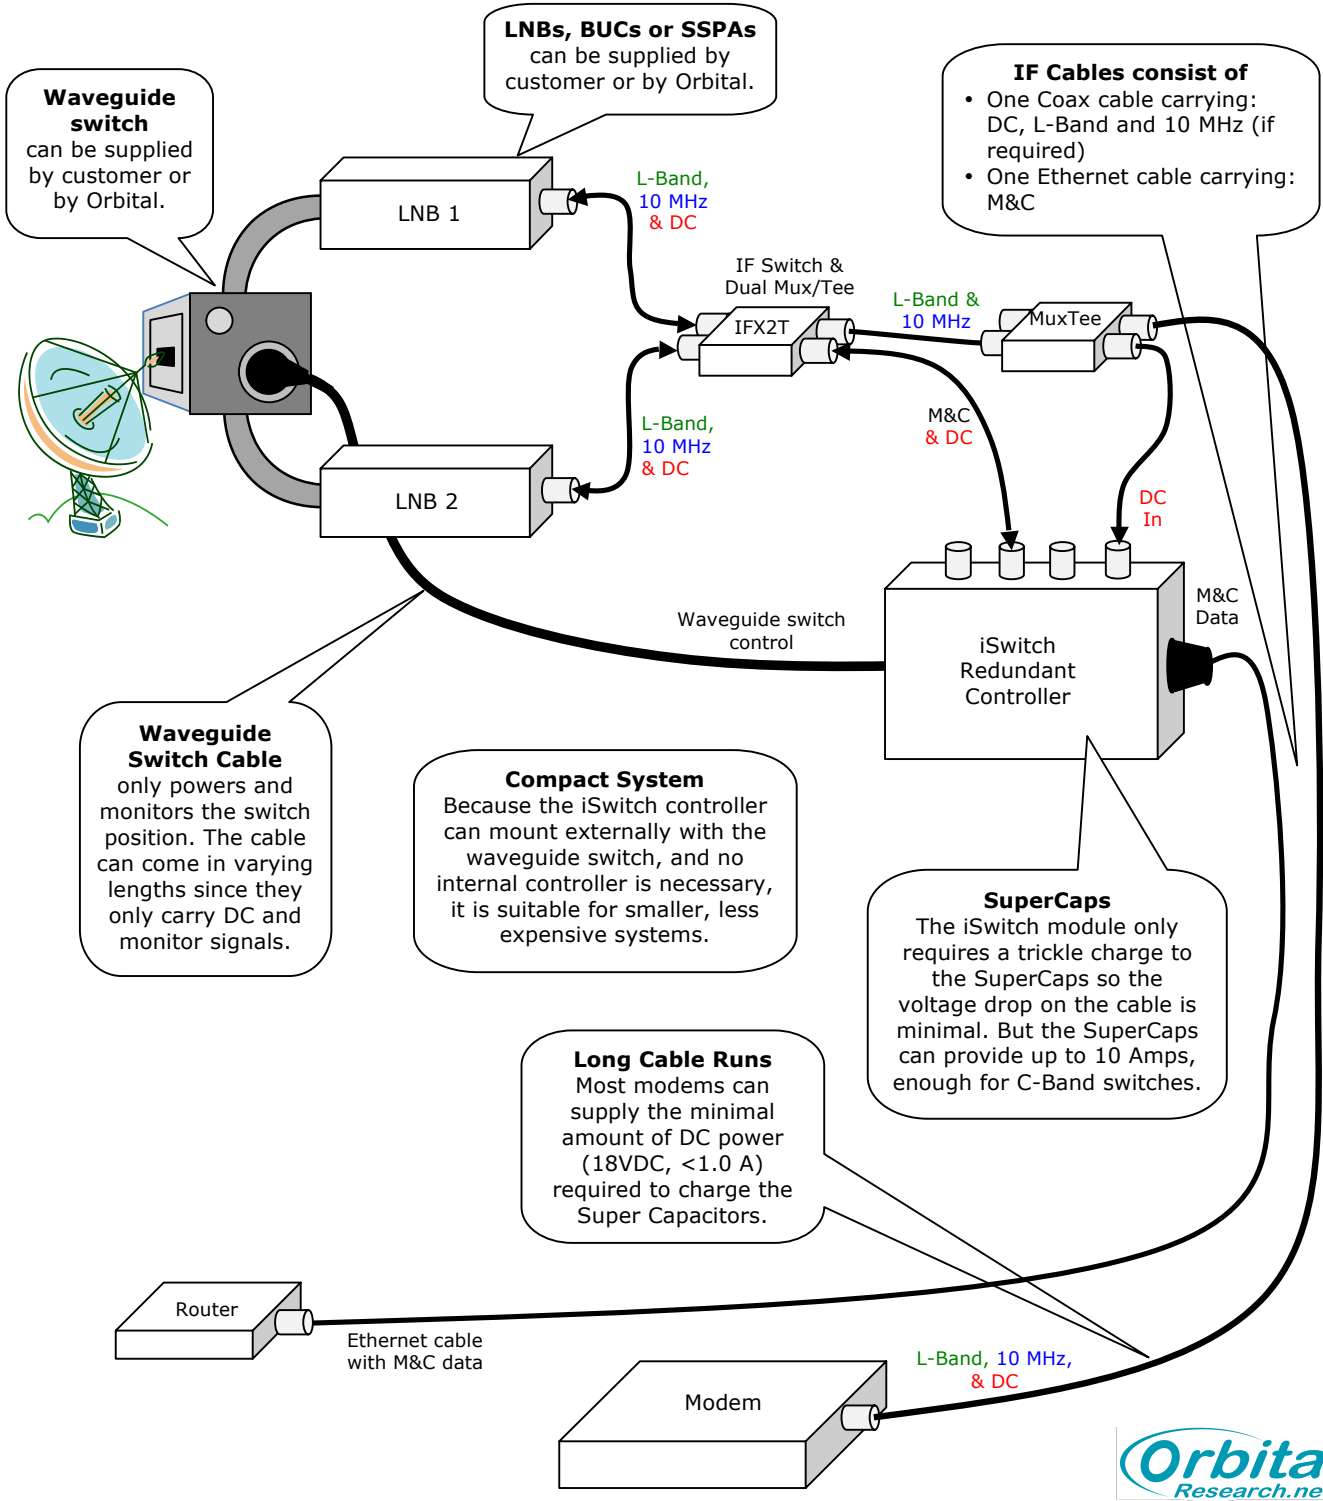 LNBs, BUCs or SSPAs
can be supplied by
customer or by Orbital.
Waveguide
switch
can be supplied
by customer or
by Orbital.
IF Cables consist of
• One Coax cable carrying:
DC, L-Band and 10 MHz (if
required)
• One Ethernet cable carrying:
M&C
LNB 1
L-Band,
10 MHz
& DC
IF Switch &
Dual Mux/Tee
IFX2T
L-Band &
10 MHz
MuxTee
L-Band,
10 MHz
& DC
M&C
& DC
LNB 2
DC
In
M&C
Data
Waveguide switch
control
iSwitch
Redundant
Controller
Waveguide
Switch Cable
only powers and
monitors the switch
position. The cable
can come in varying
lengths since they
only carry DC and
monitor signals.
Compact System
Because the iSwitch controller
can mount externally with the
waveguide switch, and no
internal controller is necessary,
it is suitable for smaller, less
expensive systems.
SuperCaps
The iSwitch module only
requires a trickle charge to
the SuperCaps so the
voltage drop on the cable is
minimal. But the SuperCaps
can provide up to 10 Amps,
enough for C-Band switches.
Long Cable Runs
Most modems can
supply the minimal
amount of DC power
(18VDC, <1.0 A)
required to charge the
Super Capacitors.
Router
Ethernet cable
with M&C data
L-Band, 10 MHz,
& DC
Modem
Orbita
Research.ne